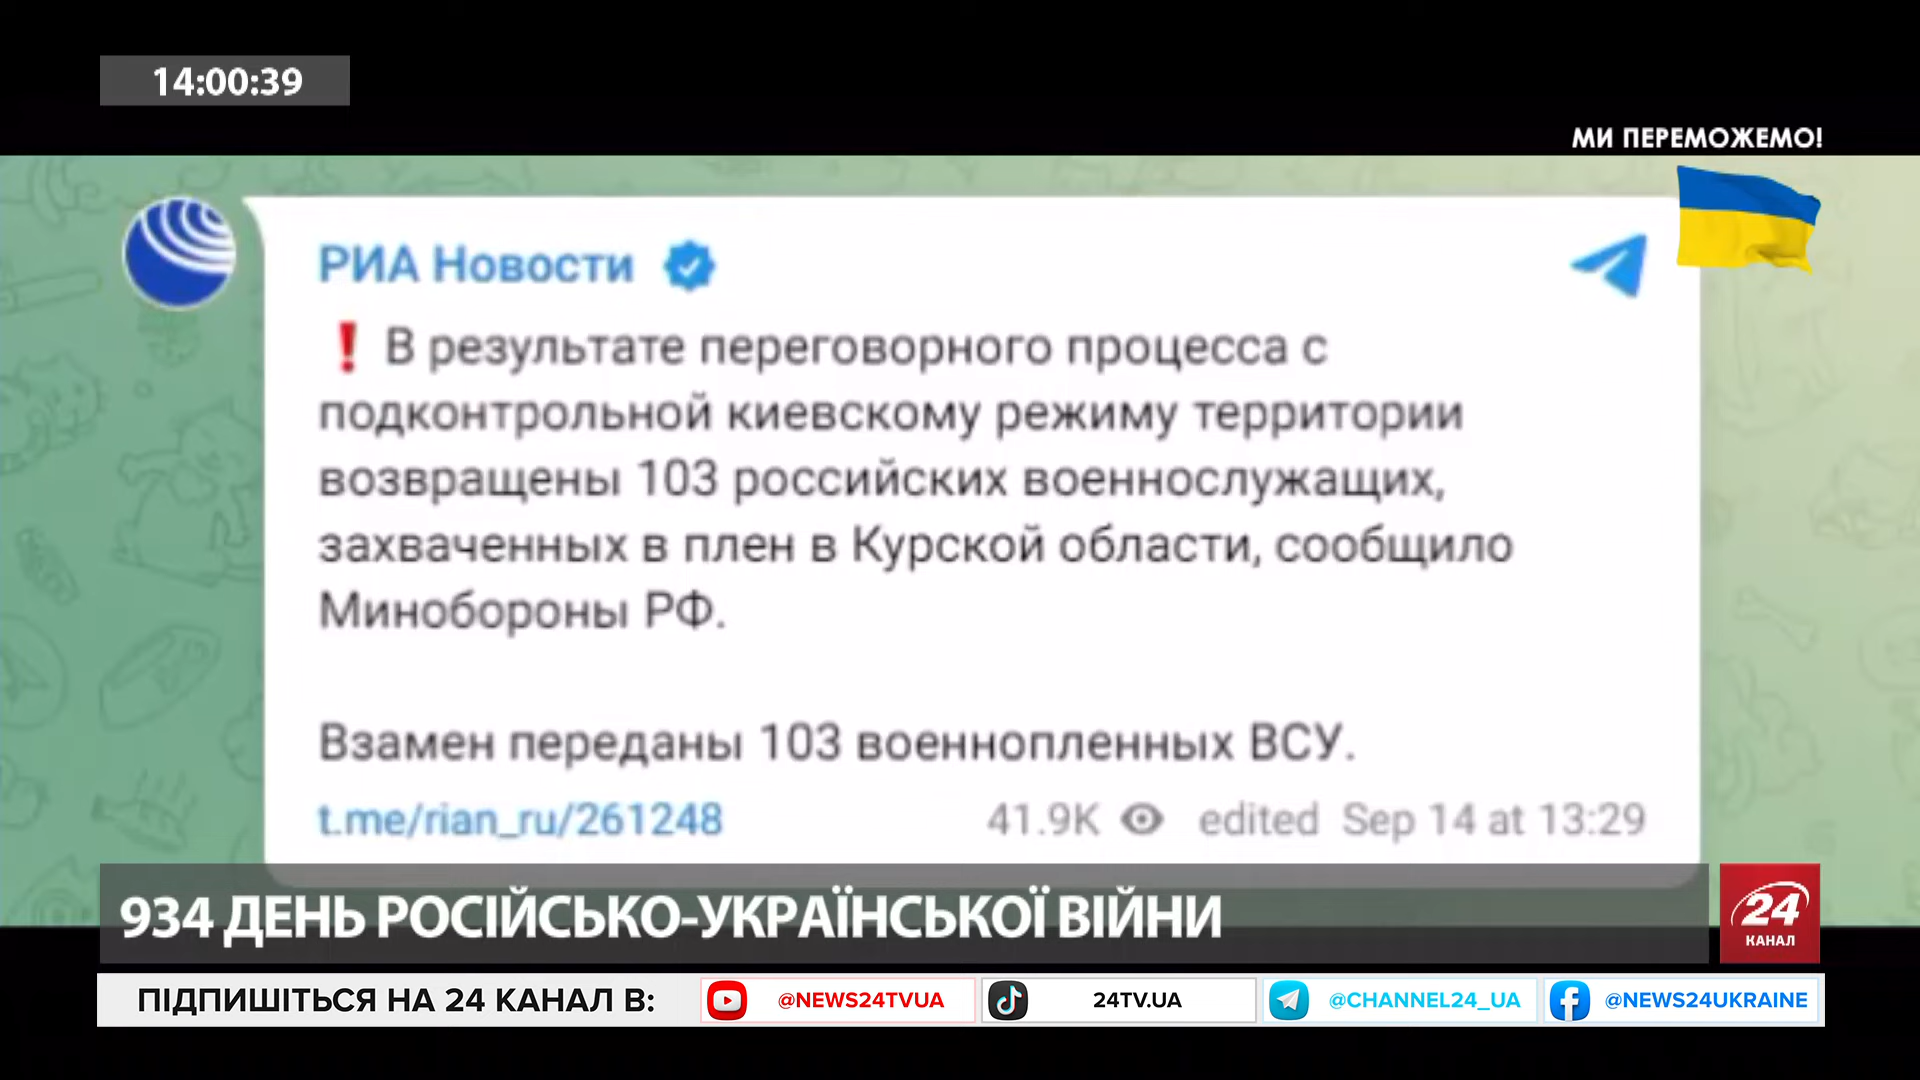 14:00:39
МИ ПЕРЕМОЖЕМО!
РИА Новости
❗ В результате переговорного процесса с
подконтрольной киевскому режиму территории
возвращены 103 российских военнослужащих,
захваченных в плен в Курской области, сообщило
Минобороны РФ.
Взамен переданы 103 военнопленных ВСУ.
t.me/rian_ru/261248 41.9K edited Sep 14 at 13:29
934 ДЕНЬ РОСІЙСЬКО-УКРАЇНСЬКОЇ ВІЙНИ
24
КАНАЛ
ПІДПИШІТЬСЯ НА 24 КАНАЛ В: @NEWS24TVUA 24TV.UA @CHANNEL24_UA @NEWS24UKRAINE